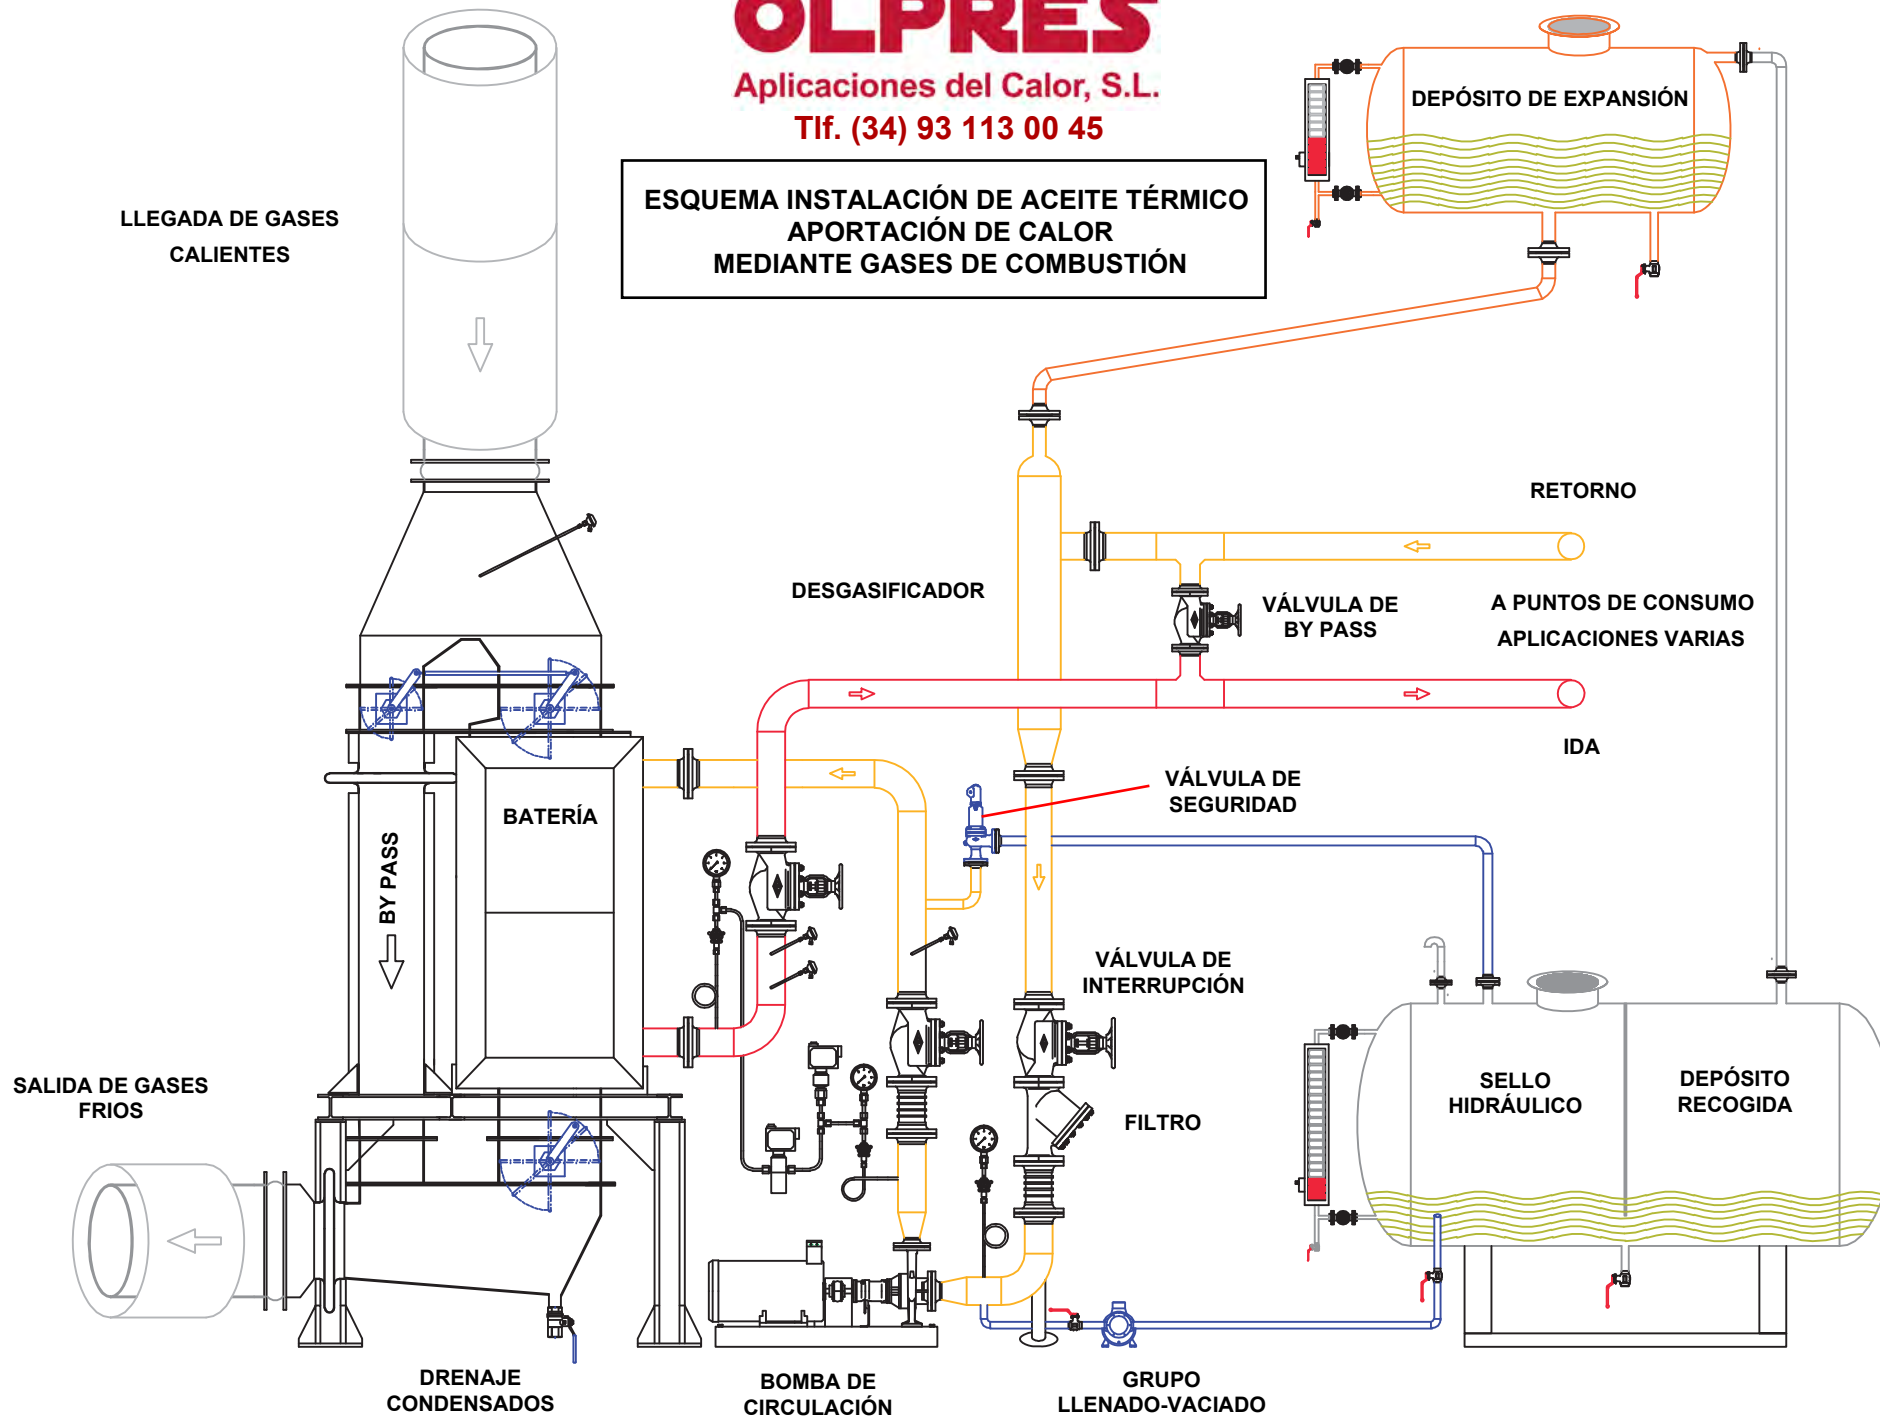 OLPRES
Aplicaciones del Calor, S.L.
Tlf. (34) 93 113 00 45
ESQUEMA INSTALACIÓN DE ACEITE TÉRMICO
APORTACIÓN DE CALOR
MEDIANTE GASES DE COMBUSTIÓN
DEPÓSITO DE EXPANSIÓN
LLEGADA DE GASES
CALIENTES
RETORNO
DESGASIFICADOR
VÁLVULA DE
BY PASS
A PUNTOS DE CONSUMO
APLICACIONES VARIAS
IDA
VÁLVULA DE
SEGURIDAD
BATERÍA
BY PASS
VÁLVULA DE
INTERRUPCIÓN
SALIDA DE GASES
FRIOS
SELLO
HIDRÁULICO
DEPÓSITO
RECOGIDA
FILTRO
DRENAJE
CONDENSADOS
BOMBA DE
CIRCULACIÓN
GRUPO
LLENADO-VACIADO